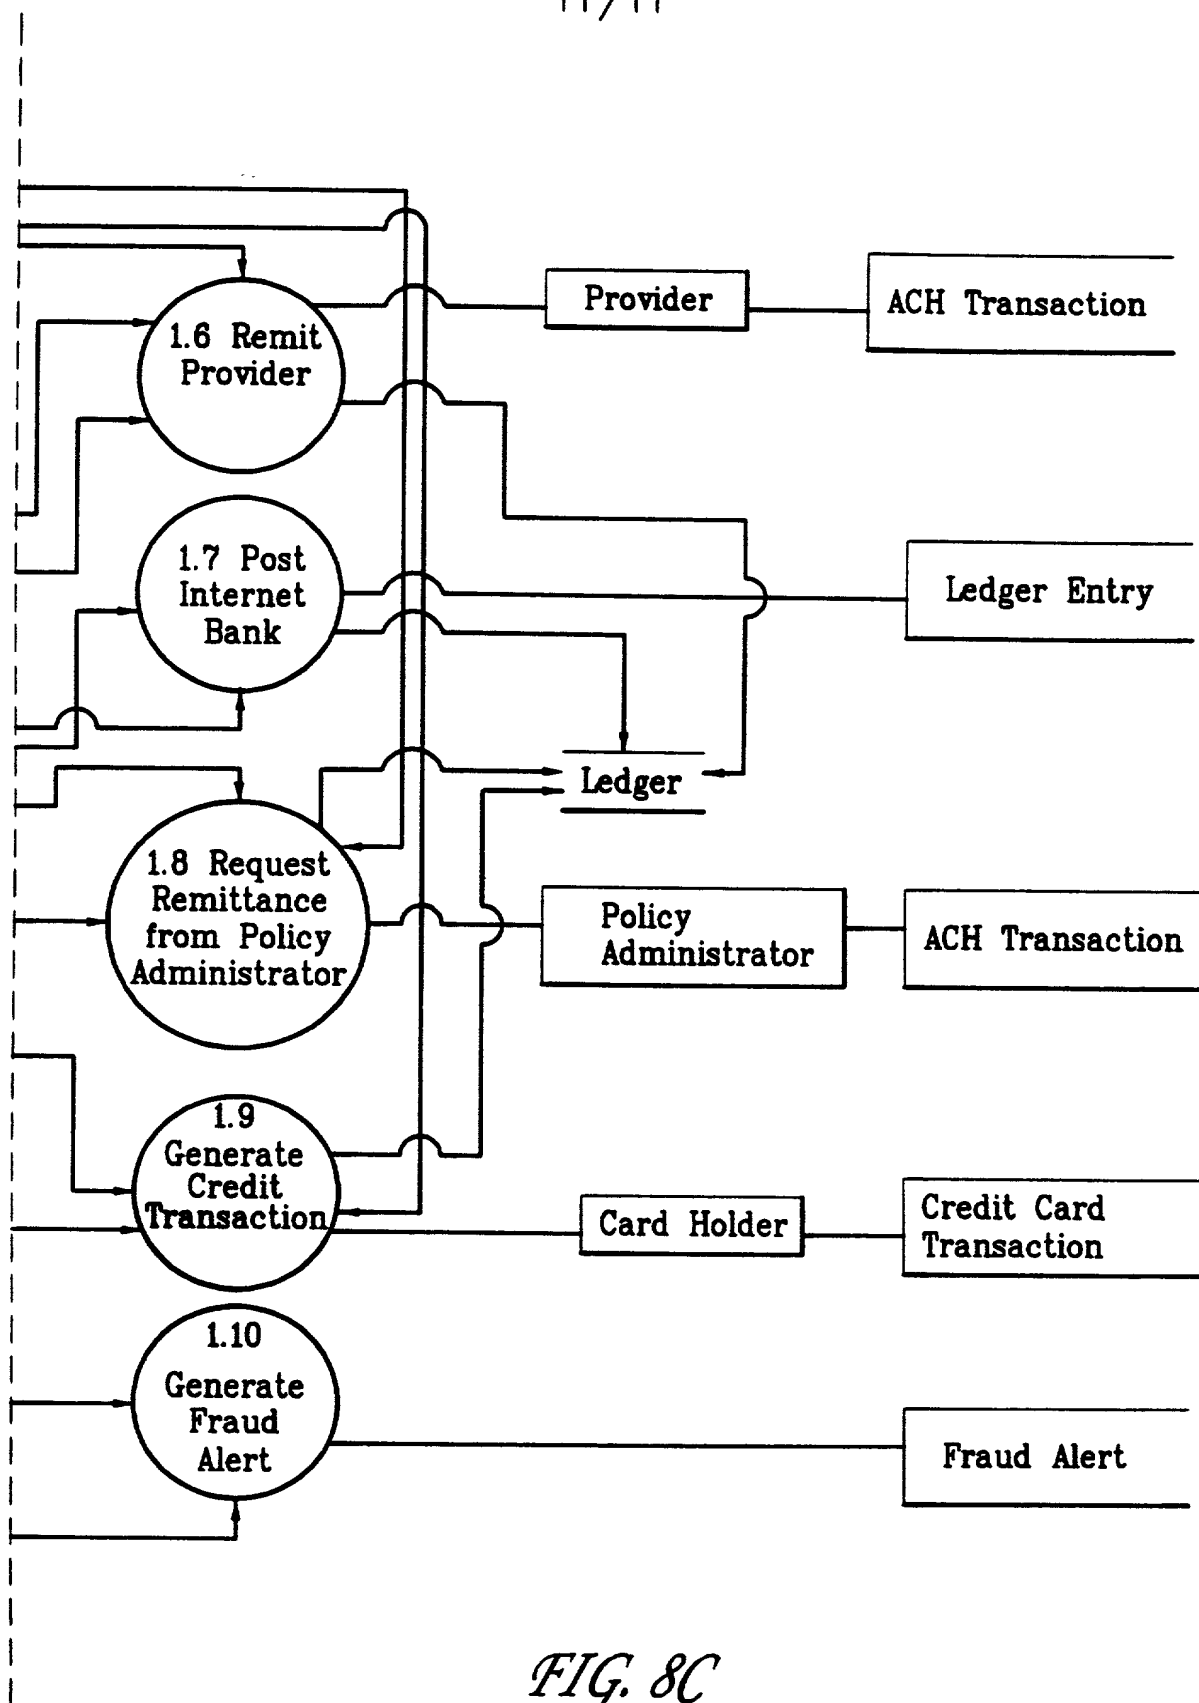 1.6 Remit
Provider
Provider
ACH Transaction
1.7 Post
Internet
Bank
Ledger Entry
Ledger
1.8 Request
Remittance
from Policy
Administrator
Policy
Administrator
ACH Transaction
1.9
Generate
Credit
Transaction
Card Holder
Credit Card
Transaction
1.10
Generate
Fraud
Alert
Fraud Alert
FIG. 8C